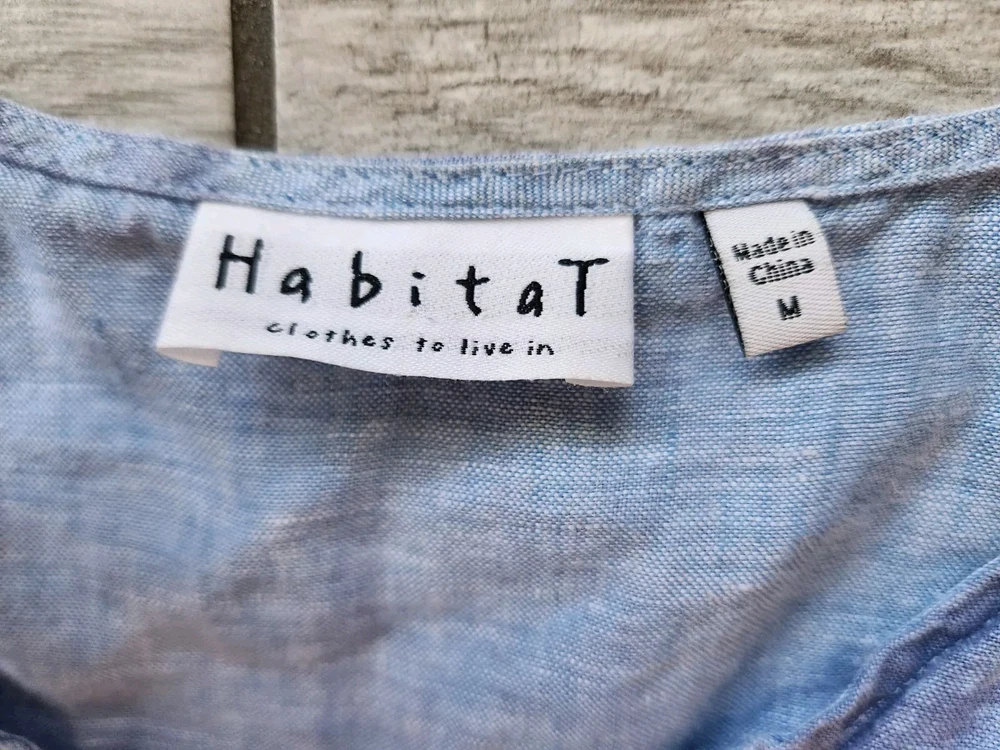 HabitaT
clothes to live in
Made in
China
M